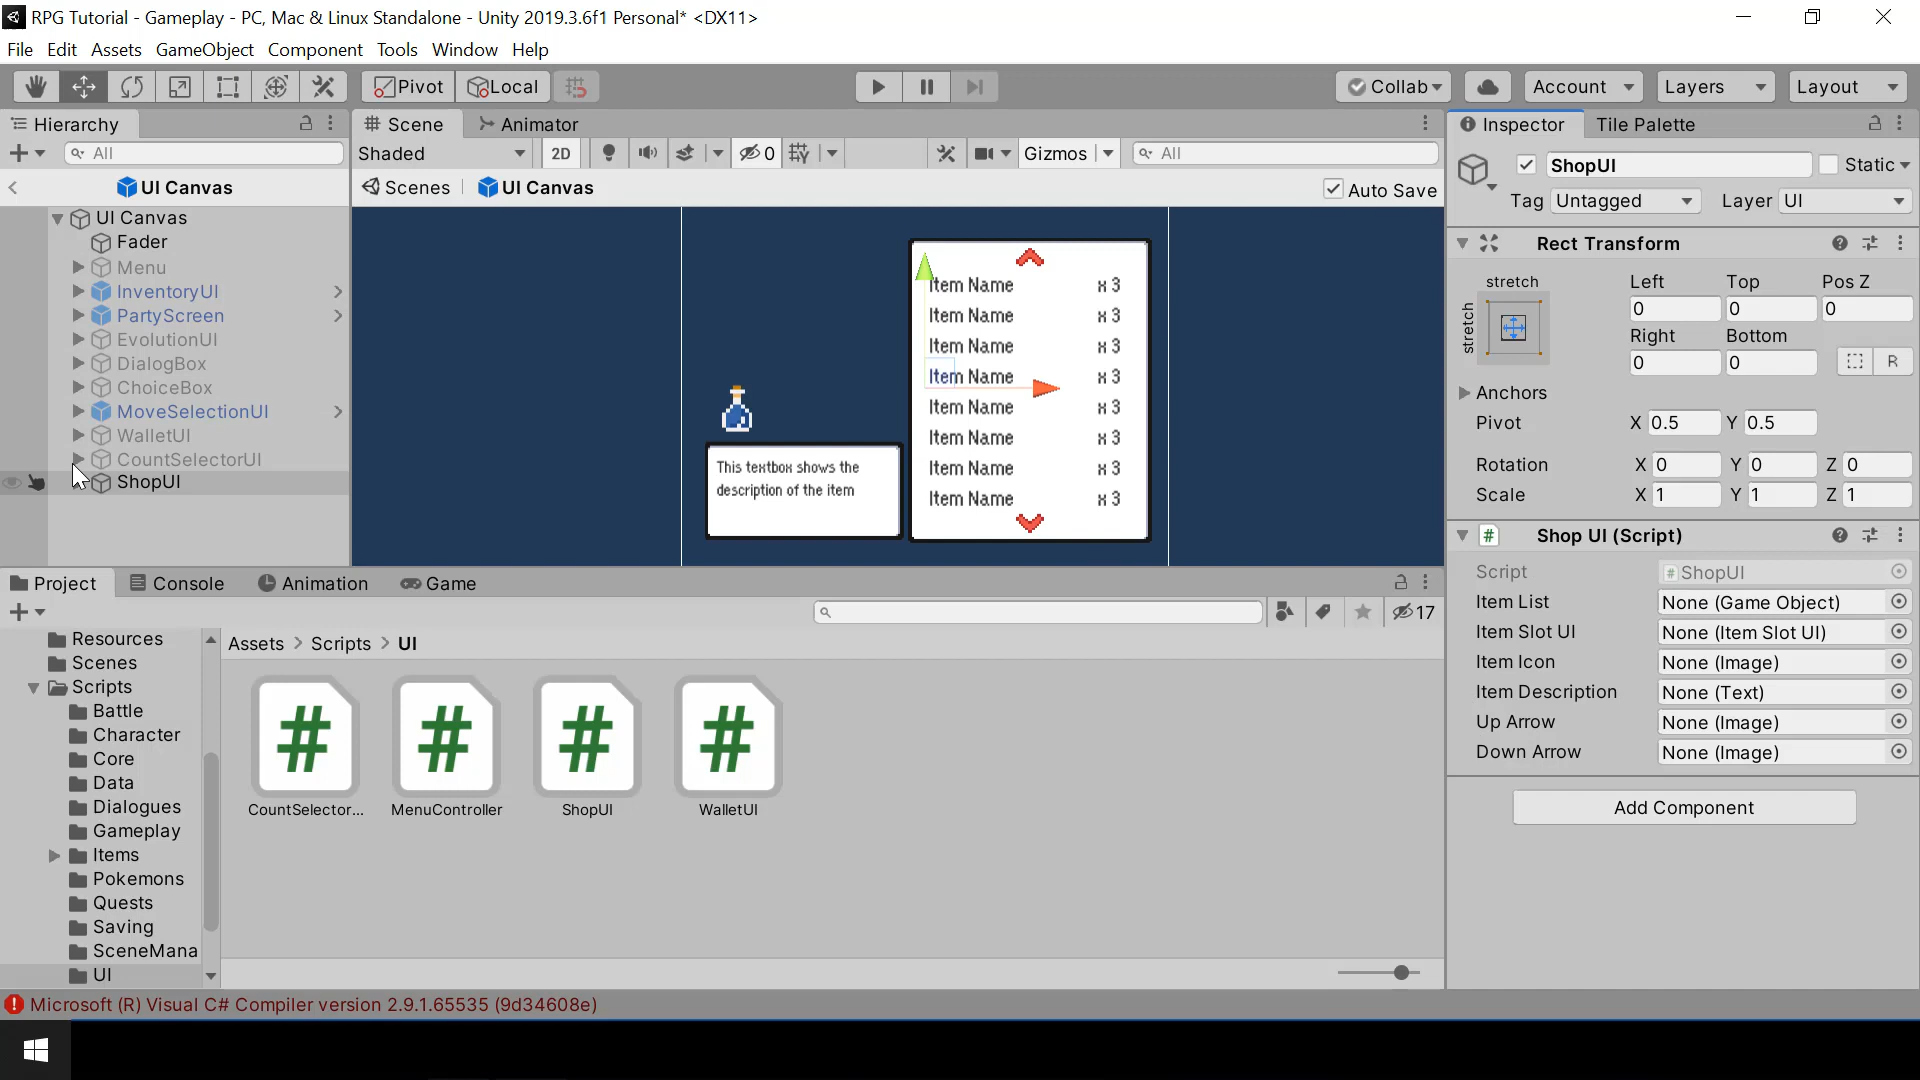 RPG Tutorial - Gameplay - PC, Mac & Linux Standalone - Unity 2019.3.6f1 Personal* <DX11>
File Edit Assets GameObject Component Tools Window Help
Pivot Local Collab Account Layers Layout
Hierarchy
All
UI Canvas
UI Canvas
Fader
Menu
InventoryUI
PartyScreen
EvolutionUI
DialogBox
ChoiceBox
MoveSelectionUI
WalletUI
CountSelectorUI
ShopUI
Scene Animator
Shaded 2D 0 Gizmos All
Scenes UI Canvas Auto Save
Item Name x 3
Item Name x 3
Item Name x 3
Item Name x 3
Item Name x 3
Item Name x 3
Item Name x 3
Item Name x 3
This textbox shows the
description of the item
Inspector Tile Palette
ShopUI Static
Tag Untagged Layer UI
Rect Transform
stretch
stretch
Left Top Pos Z
0 0 0
Right Bottom
0 0 R
Anchors
Pivot X 0.5 Y 0.5
Rotation X 0 Y 0 Z 0
Scale X 1 Y 1 Z 1
# Shop UI (Script)
Script # ShopUI
Item List None (Game Object)
Item Slot UI None (Item Slot UI)
Item Icon None (Image)
Item Description None (Text)
Up Arrow None (Image)
Down Arrow None (Image)
Add Component
Project Console Animation Game
17
Resources
Scenes
Scripts
Battle
Character
Core
Data
Dialogues
Gameplay
Items
Pokemons
Quests
Saving
SceneMana
UI
Assets > Scripts > UI
# # # #
CountSelector... MenuController ShopUI WalletUI
Microsoft (R) Visual C# Compiler version 2.9.1.65535 (9d34608e)